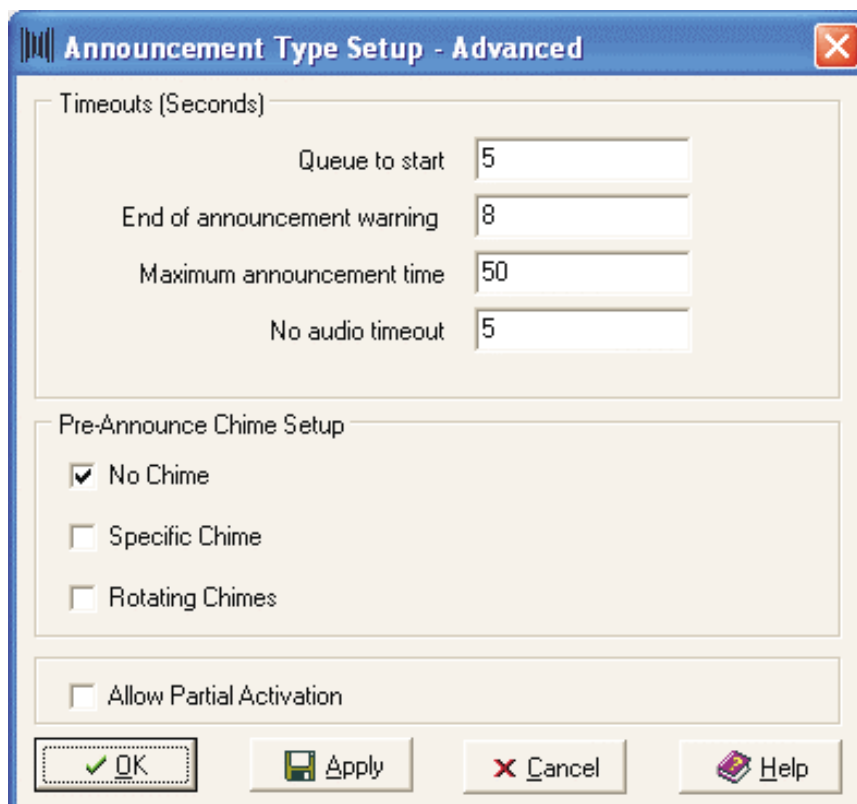 Announcement Type Setup - Advanced
Timeouts (Seconds)
Queue to start 5
End of announcement warning 8
Maximum announcement time 50
No audio timeout 5
Pre-Announce Chime Setup
No Chime
Specific Chime
Rotating Chimes
Allow Partial Activation
OK Apply Cancel Help